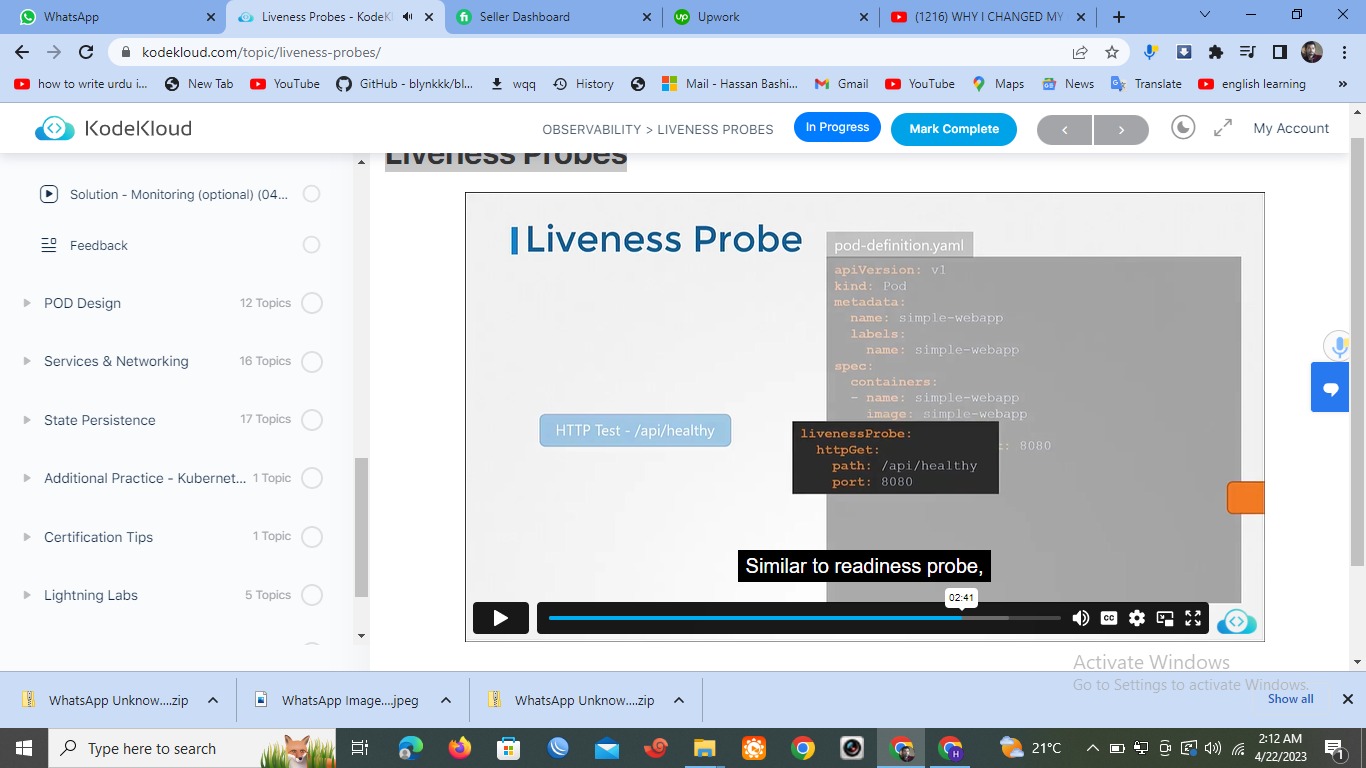 WhatsApp
Liveness Probes - KodeKl
Seller Dashboard
Upwork
(1216) WHY I CHANGED MY
kodekloud.com/topic/liveness-probes/
how to write urdu i...
New Tab
YouTube
GitHub - blynkkk/bl...
wqq
History
Mail - Hassan Bashi...
Gmail
YouTube
Maps
News
Translate
english learning
»
KodeKloud
OBSERVABILITY > LIVENESS PROBES
In Progress
Mark Complete
My Account
Liveness Probes
Solution - Monitoring (optional) (04...
Feedback
POD Design
12 Topics
Services & Networking
16 Topics
State Persistence
17 Topics
Additional Practice - Kubernet...
1 Topic
Certification Tips
1 Topic
Lightning Labs
5 Topics
Liveness Probe
pod-definition.yaml
apiVersion: v1
kind: Pod
metadata:
name: simple-webapp
labels:
name: simple-webapp
spec:
containers:
- name: simple-webapp
image: simple-webapp
: 8080
HTTP Test - /api/healthy
livenessProbe:
httpGet:
path: /api/healthy
port: 8080
Similar to readiness probe,
02:41
CC
Activate Windows
Go to Settings to activate Windows.
WhatsApp Unknow....zip
WhatsApp Image....jpeg
WhatsApp Unknow....zip
Show all
Type here to search
21°C
2:12 AM
4/22/2023
1